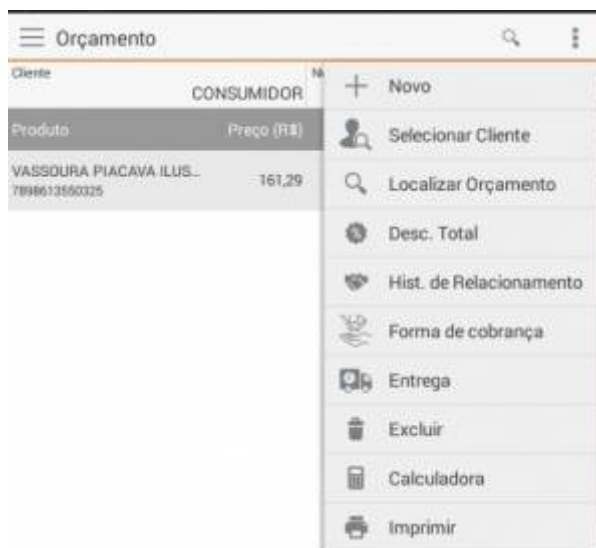 Orçamento
Cliente
CONSUMIDOR
Produto Preço (R$)
VASSOURA PIACAVA ILUS... 161,29
7898613550325
Novo
Selecionar Cliente
Localizar Orçamento
Desc. Total
Hist. de Relacionamento
Forma de cobrança
Entrega
Excluir
Calculadora
Imprimir